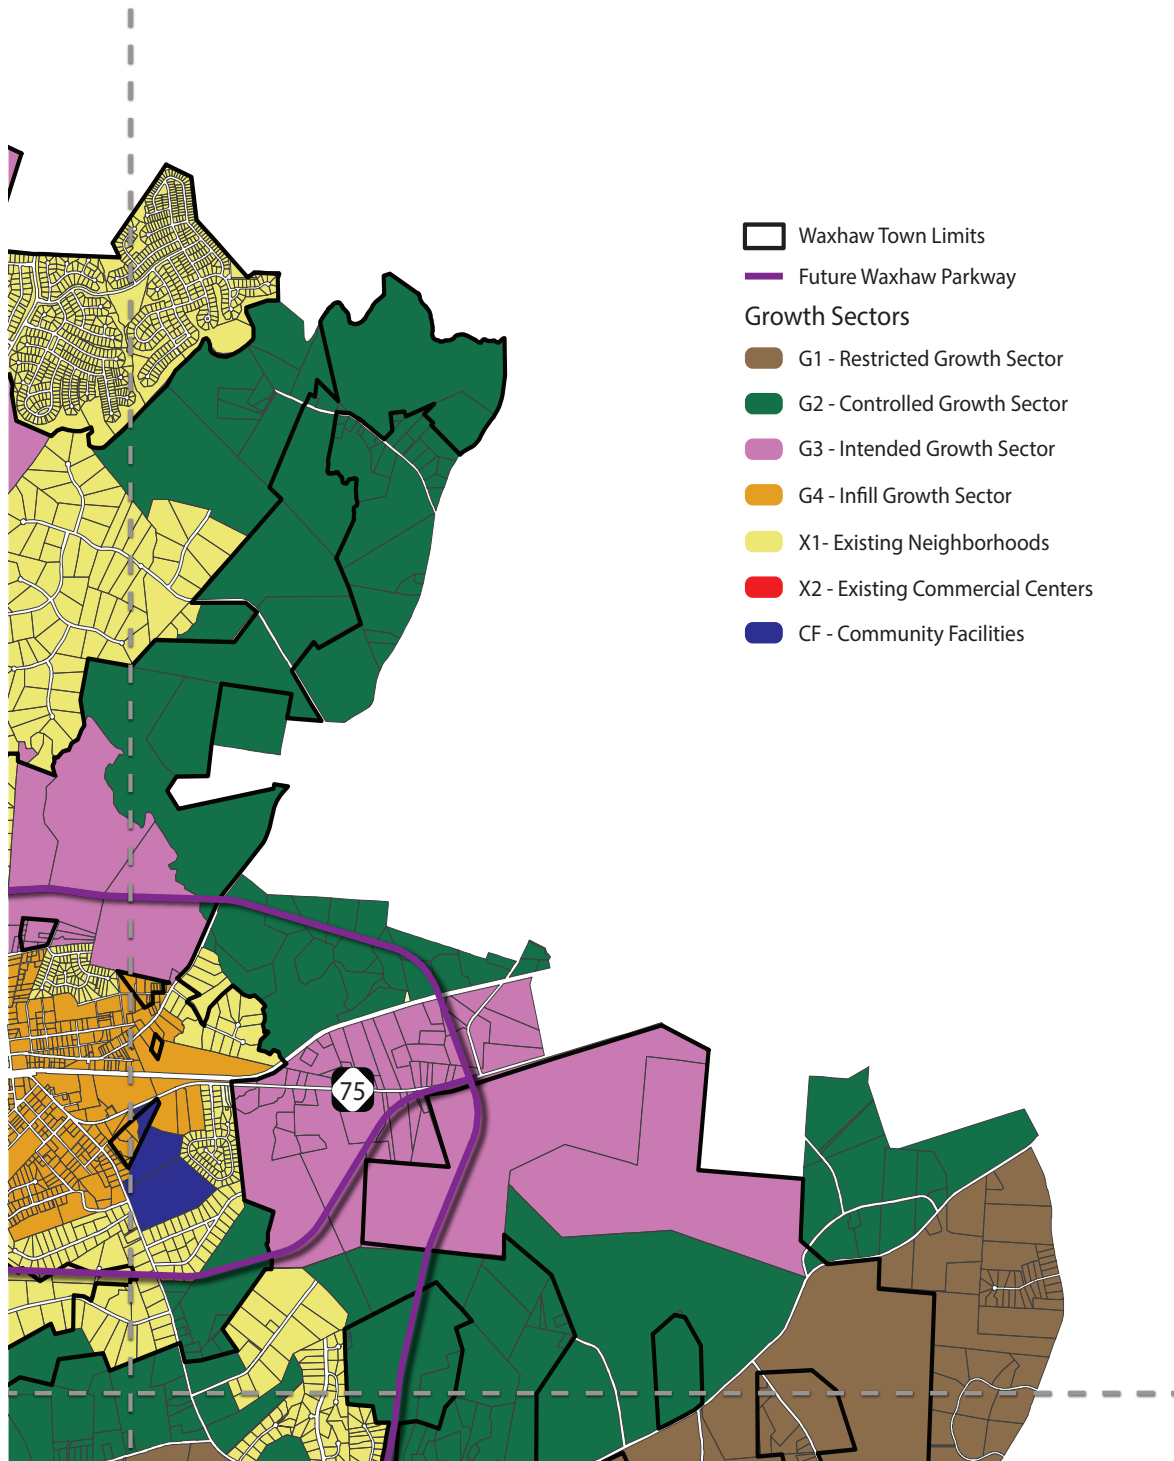 Waxhaw Town Limits
Future Waxhaw Parkway
Growth Sectors
G1 - Restricted Growth Sector
G2 - Controlled Growth Sector
G3 - Intended Growth Sector
G4 - Infill Growth Sector
X1- Existing Neighborhoods
X2 - Existing Commercial Centers
CF - Community Facilities
75